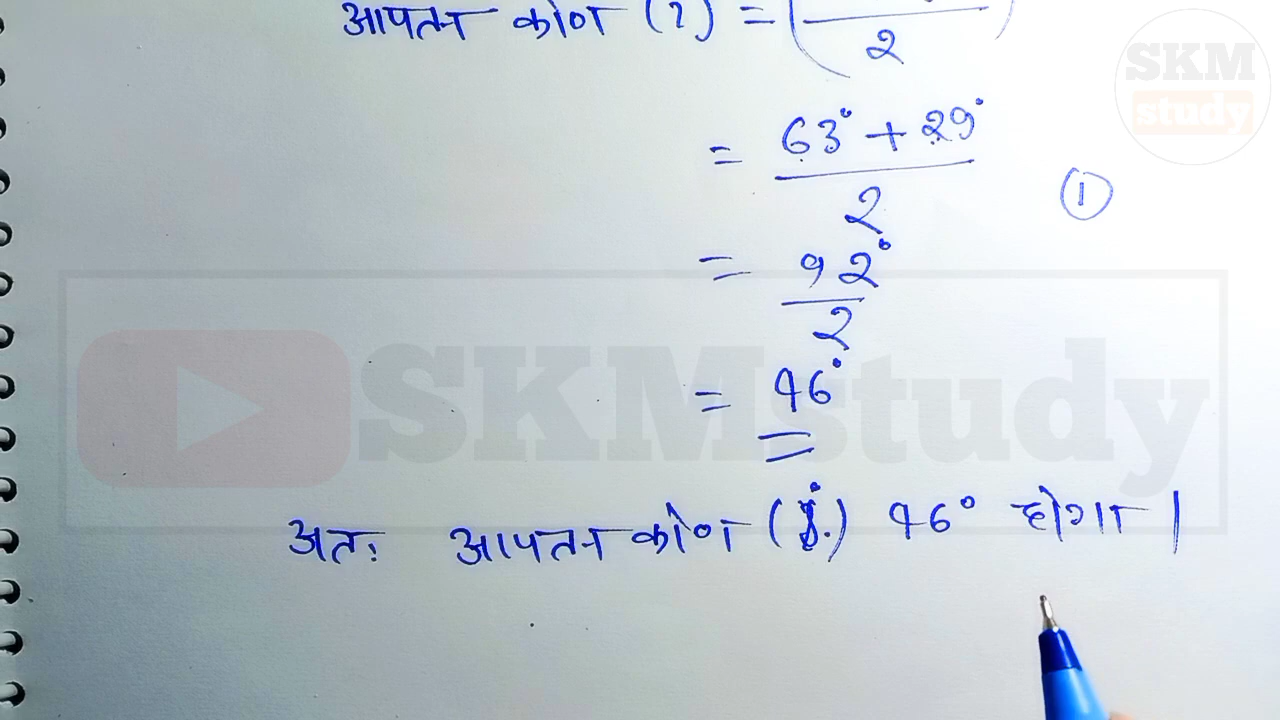 आपतन कोण (i) = ( / 2 )
SKM
study
= 63° + 29° / 2
①
= 92° / 2
= 46°
SKMstudy
अतः आपतन कोण (i) 46° होगा |